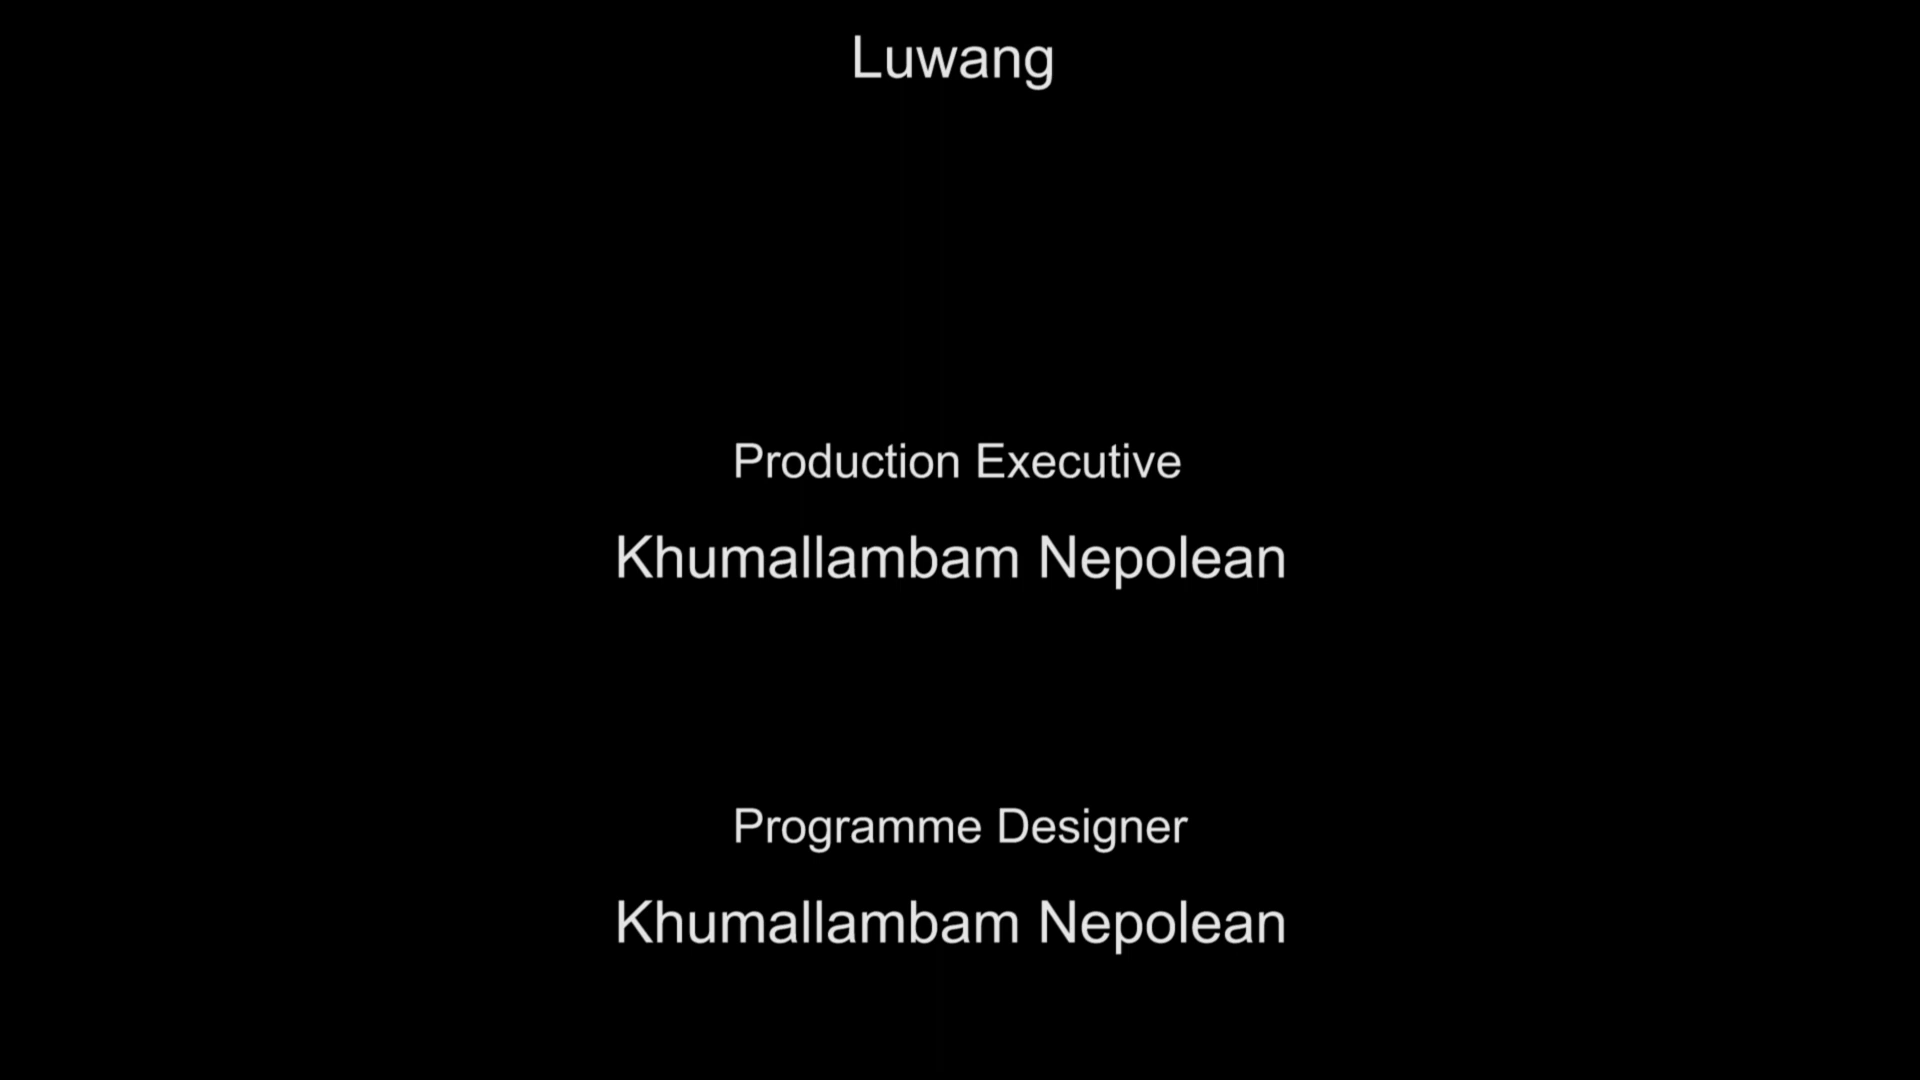 Luwang
Production Executive
Khumallambam Nepolean
Programme Designer
Khumallambam Nepolean